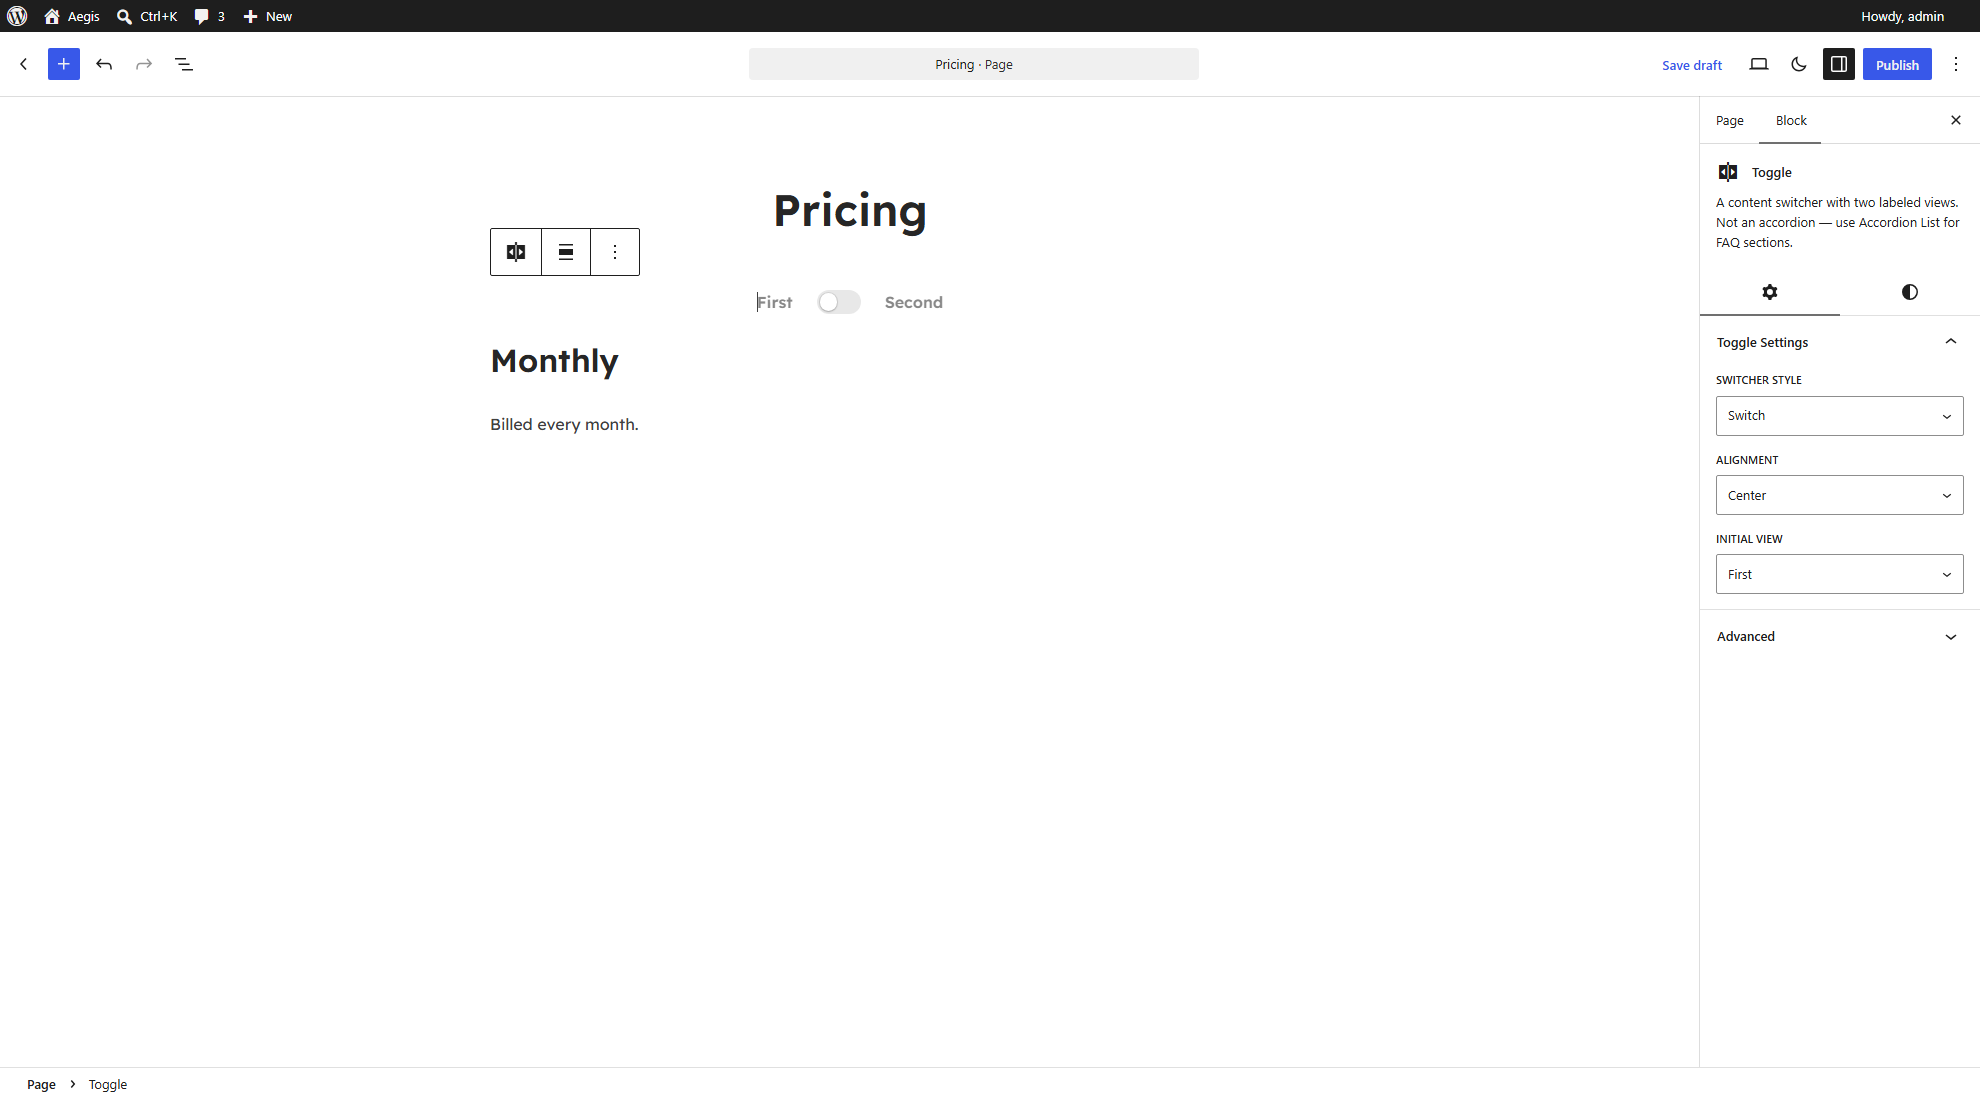 Aegis Ctrl+K 3 New Howdy, admin
Pricing · Page Save draft Publish
Page Block
Toggle
A content switcher with two labeled views.
Not an accordion — use Accordion List for
FAQ sections.
Pricing
First Second
Monthly
Billed every month.
Toggle Settings
SWITCHER STYLE
Switch
ALIGNMENT
Center
INITIAL VIEW
First
Advanced
Page Toggle